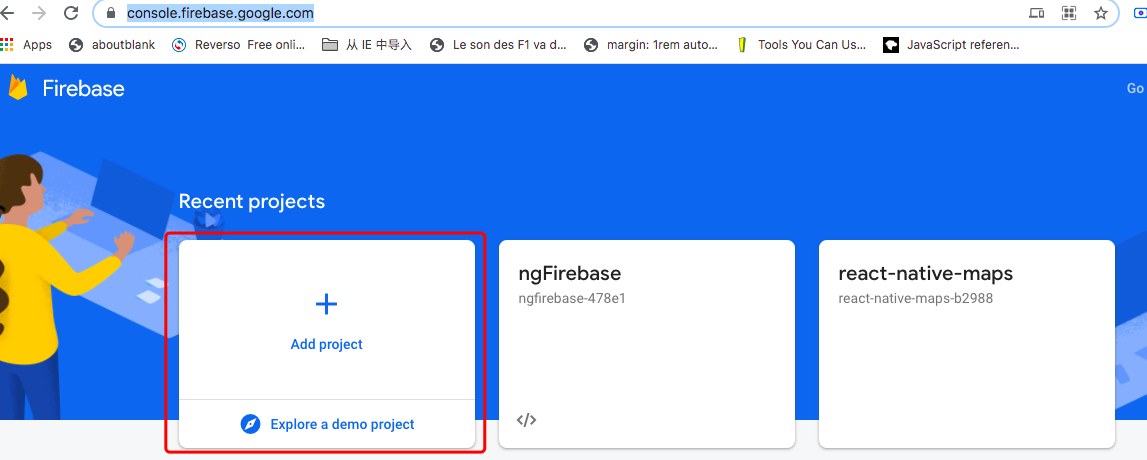 console.firebase.google.com
Apps aboutblank Reverso Free onli... 从 IE 中导入 Le son des F1 va d... margin: 1rem auto... Tools You Can Us... JavaScript referen...
Firebase Go
Recent projects
+
Add project
Explore a demo project
ngFirebase
ngfirebase-478e1
</>
react-native-maps
react-native-maps-b2988